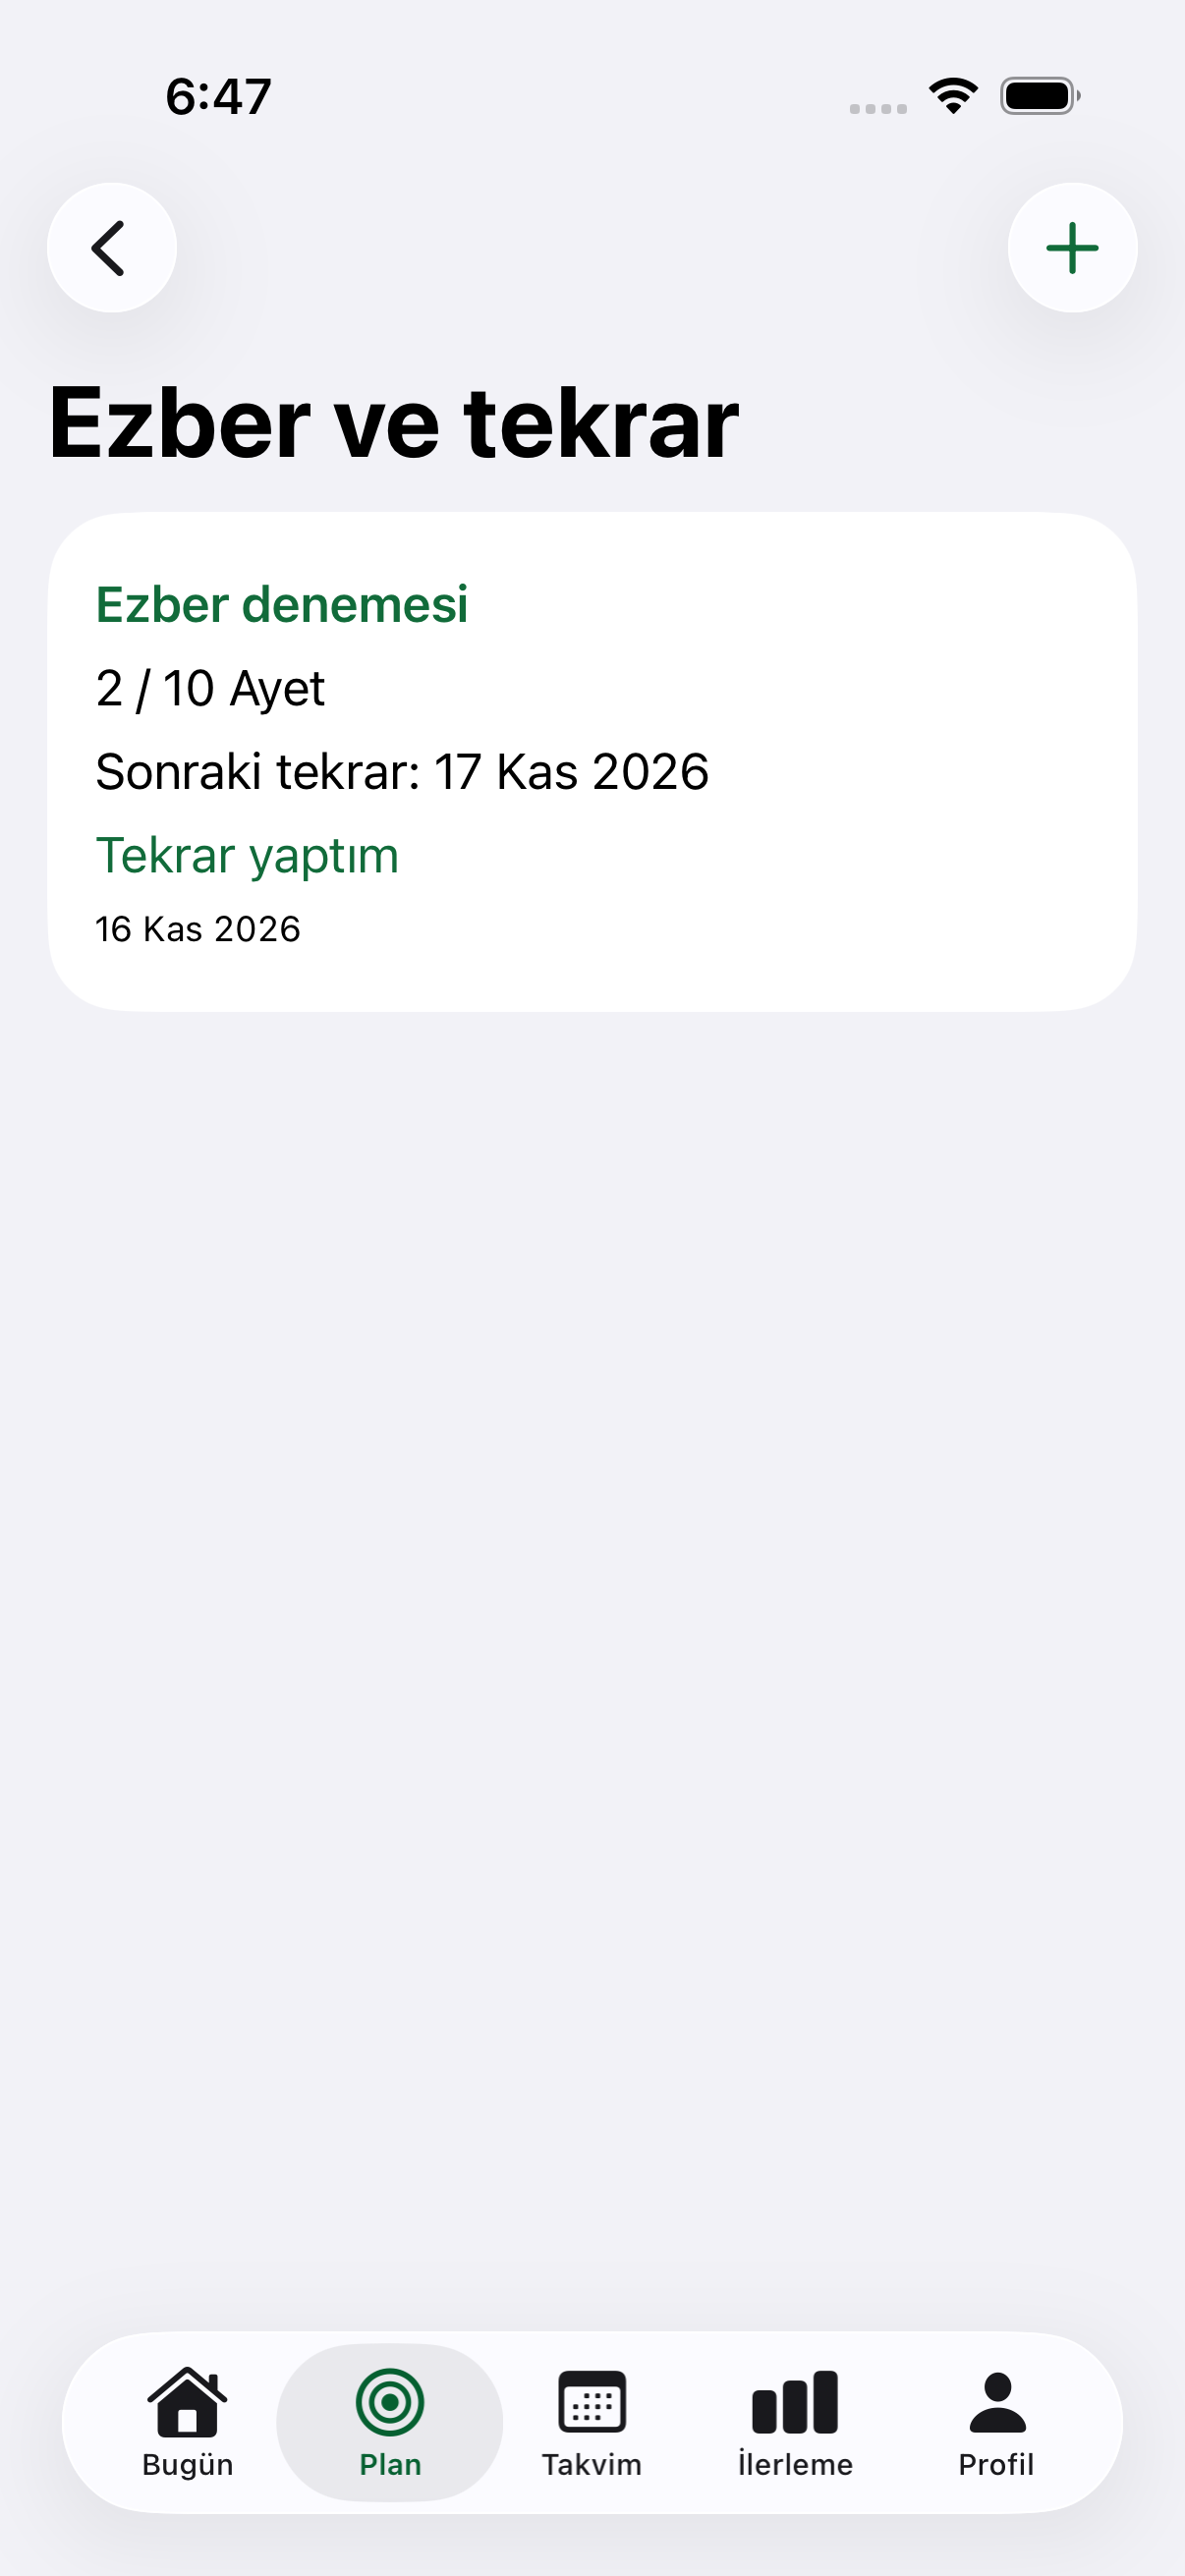 6:47
Ezber ve tekrar
Ezber denemesi
2 / 10 Ayet
Sonraki tekrar: 17 Kas 2026
Tekrar yaptım
16 Kas 2026
Bugün
Plan
Takvim
İlerleme
Profil